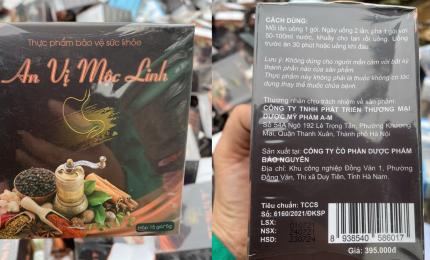 Thực phẩm bảo vệ sức khỏe
An Vị Mộc Linh
Hộp 15 gói/5g
CÁCH DÙNG:
Mỗi lần uống 1 gói. Ngày uống 2 lần, pha 1 gói với
50-100ml nước, khuấy cho tan rồi uống. Uống
trước ăn 30 phút hoặc uống khi đau.
Lưu ý: Không dùng cho người mẫn cảm với bất kỳ
thành phần nào của sản phẩm.
Thực phẩm này không phải là thuốc không có tác
dụng thay thế thuốc chữa bệnh.
Thương nhân chịu trách nhiệm về sản phẩm:
CÔNG TY TNHH PHÁT TRIỂN THƯƠNG MẠI
DƯỢC MỸ PHẨM A-M
Số 58A Ngõ 192 Lê Trọng Tấn, Phường Khương
Mai, Quận Thanh Xuân, Thành phố Hà Nội
Sản xuất tại: CÔNG TY CỔ PHẦN DƯỢC PHẨM
BẢO NGUYÊN
Địa chỉ: Khu công nghiệp Đồng Văn 1, Phường
Đồng Văn, Thị xã Duy Tiên, Tỉnh Hà Nam.
Tiêu chuẩn: TCCS
Số: 6160/2021/ĐKSP
LSX:
NSX:
HSD:
8 938540 586017
Giá: 395.000đ